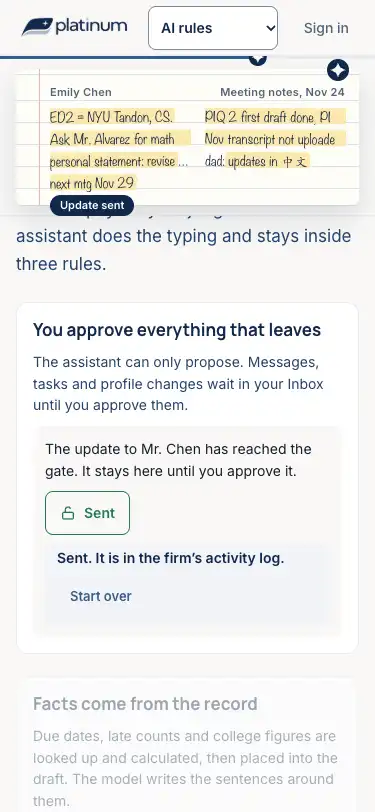 platinum
AI rules
Sign in
Emily Chen
Meeting notes, Nov 24
ED2 = NYU Tandon, CS.
Ask Mr. Alvarez for math
personal statement: revise ...
next mtg Nov 29
PIQ 2 first draft done, PI
Nov transcript not uploade
dad: updates in 中文
Update sent
assistant does the typing and stays inside
three rules.
You approve everything that leaves
The assistant can only propose. Messages,
tasks and profile changes wait in your Inbox
until you approve them.
The update to Mr. Chen has reached the
gate. It stays here until you approve it.
Sent
Sent. It is in the firm’s activity log.
Start over
Facts come from the record
Due dates, late counts and college figures are
looked up and calculated, then placed into the
draft. The model writes the sentences around
them.